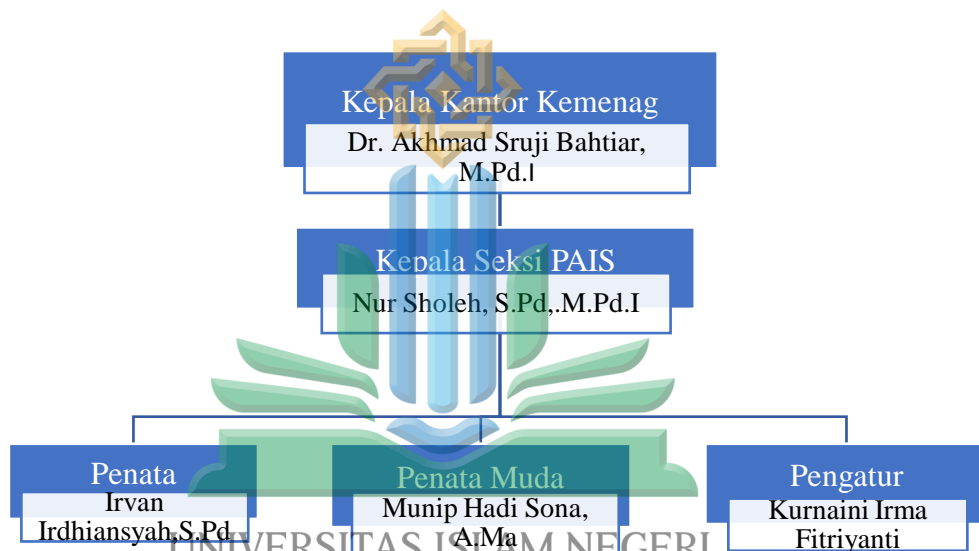 Kepala Kantor Kemenag
Dr. Akhmad Sruji Bahtiar,
M.Pd.I
Kepala Seksi PAIS
Nur Sholeh, S.Pd,.M.Pd.I
Penata
Irvan
Irdhiansyah,S.Pd
Penata Muda
Munip Hadi Sona,
A.Ma
Pengatur
Kurnaini Irma
Fitriyanti
UNIVERSITAS ISLAM NEGERI